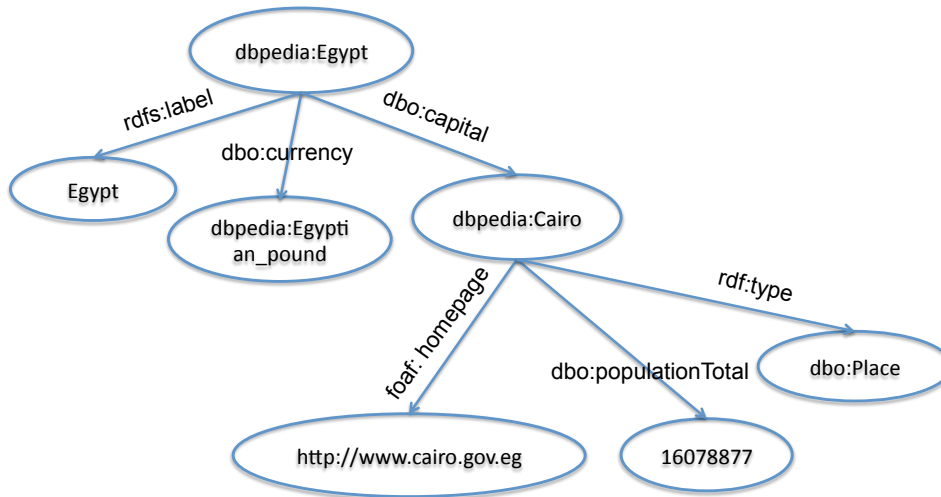 dbpedia:Egypt
rdfs:label
dbo:capital
dbo:currency
Egypt
dbpedia:Egypti
an_pound
dbpedia:Cairo
foaf: homepage
rdf:type
dbo:populationTotal
dbo:Place
http://www.cairo.gov.eg
16078877